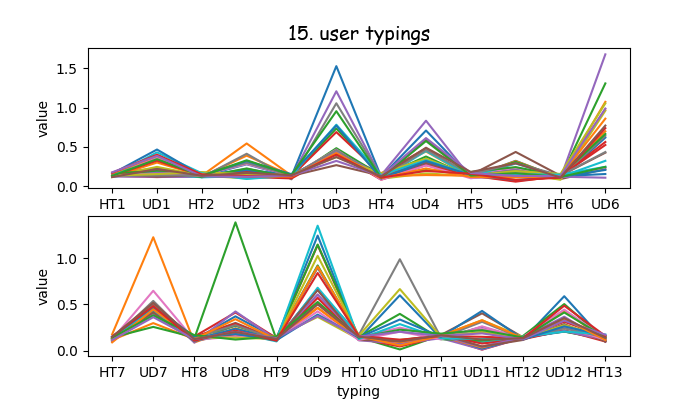 15. user typings
value
1.5
1.0
0.5
0.0
HT1 UD1 HT2 UD2 HT3 UD3 HT4 UD4 HT5 UD5 HT6 UD6
value
1.0
0.5
0.0
HT7 UD7 HT8 UD8 HT9 UD9 HT10 UD10 HT11 UD11 HT12 UD12 HT13
typing